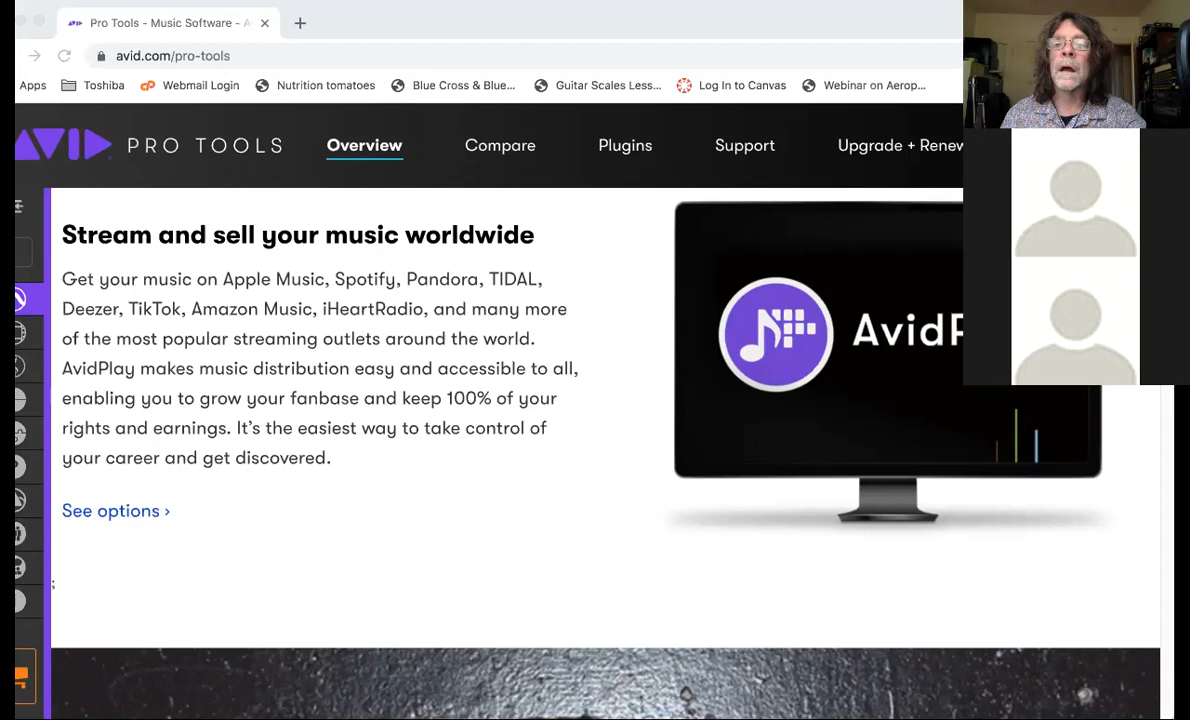 Pro Tools - Music Software - A
avid.com/pro-tools
Apps Toshiba Webmail Login Nutrition tomatoes Blue Cross & Blue... Guitar Scales Less... Log In to Canvas Webinar on Aerop...
AVID PRO TOOLS Overview Compare Plugins Support Upgrade + Renew
Stream and sell your music worldwide
Get your music on Apple Music, Spotify, Pandora, TIDAL,
Deezer, TikTok, Amazon Music, iHeartRadio, and many more
of the most popular streaming outlets around the world.
AvidPlay makes music distribution easy and accessible to all,
enabling you to grow your fanbase and keep 100% of your
rights and earnings. It’s the easiest way to take control of
your career and get discovered.
See options ›
;
AvidP